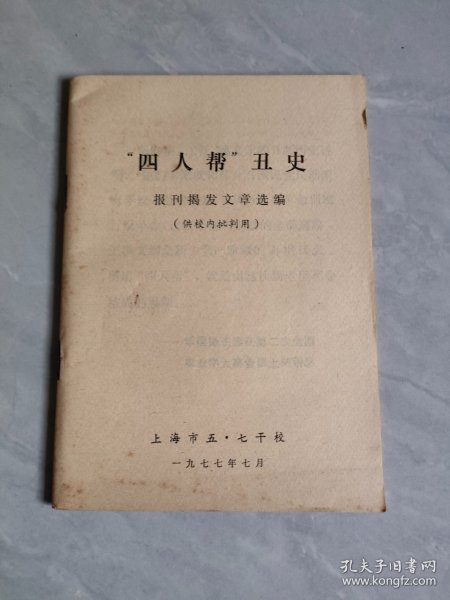 “四人帮”丑史
报刊揭发文章选编
（供校内批判用）
上海市五·七干校
一九七七年七月
孔夫子旧书网
www.kongfz.com